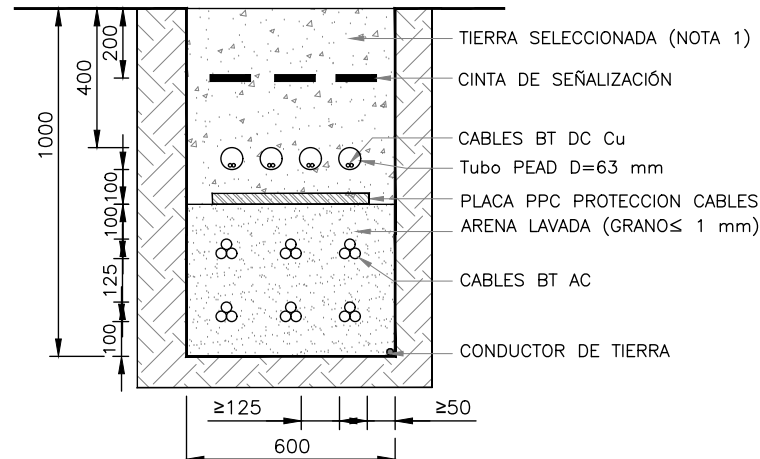 200
400
1000
100
100
125
100
TIERRA SELECCIONADA (NOTA 1)
CINTA DE SEÑALIZACIÓN
CABLES BT DC Cu
Tubo PEAD D=63 mm
PLACA PPC PROTECCION CABLES
ARENA LAVADA (GRANO≤ 1 mm)
CABLES BT AC
CONDUCTOR DE TIERRA
≥125
≥50
600